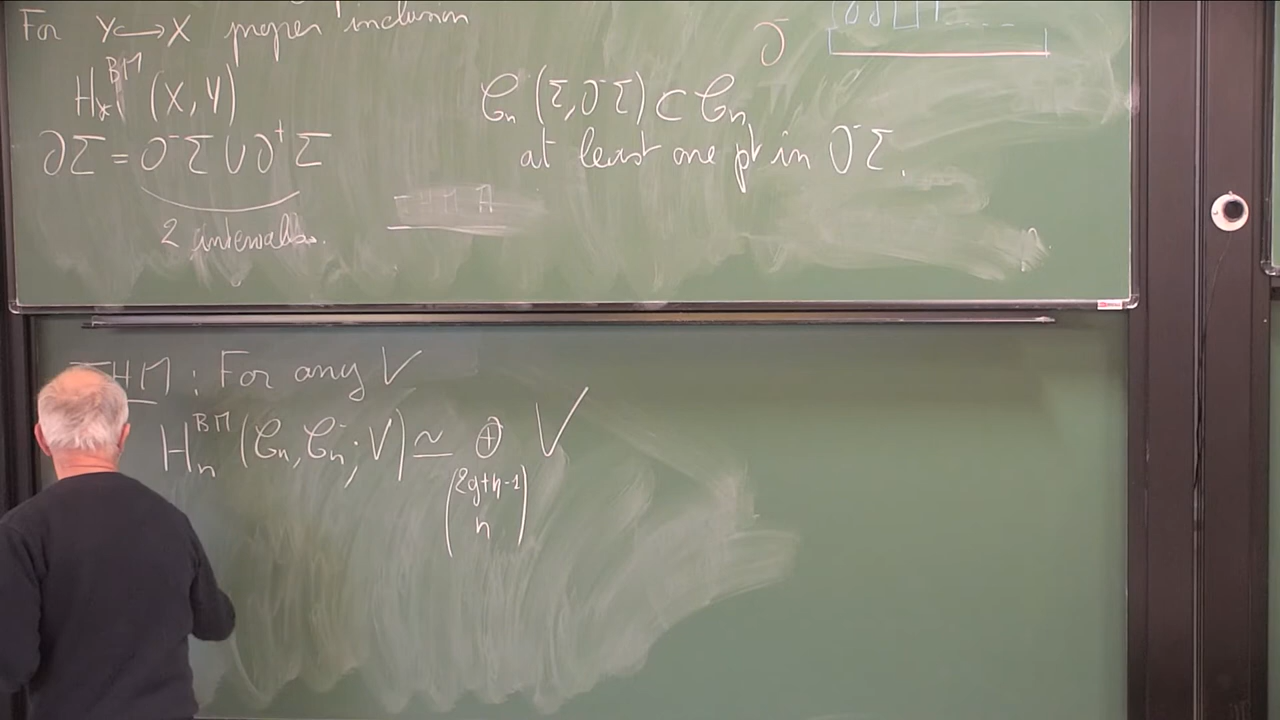 For Y ↪ X proper inclusion
H_*^{BM} (X,Y)
∂Σ = ∂⁻Σ ∪ ∂⁺Σ
2 intervals.
∂⁻
𝒞_n (Σ, ∂⁻Σ) ⊂ 𝒞_n
at least one pt in ∂⁻Σ.
THM : For any V
H_n^{BM} (𝒞_n, 𝒞_n^-; V) ≃ ⊕ V
(2g+n-1
n)